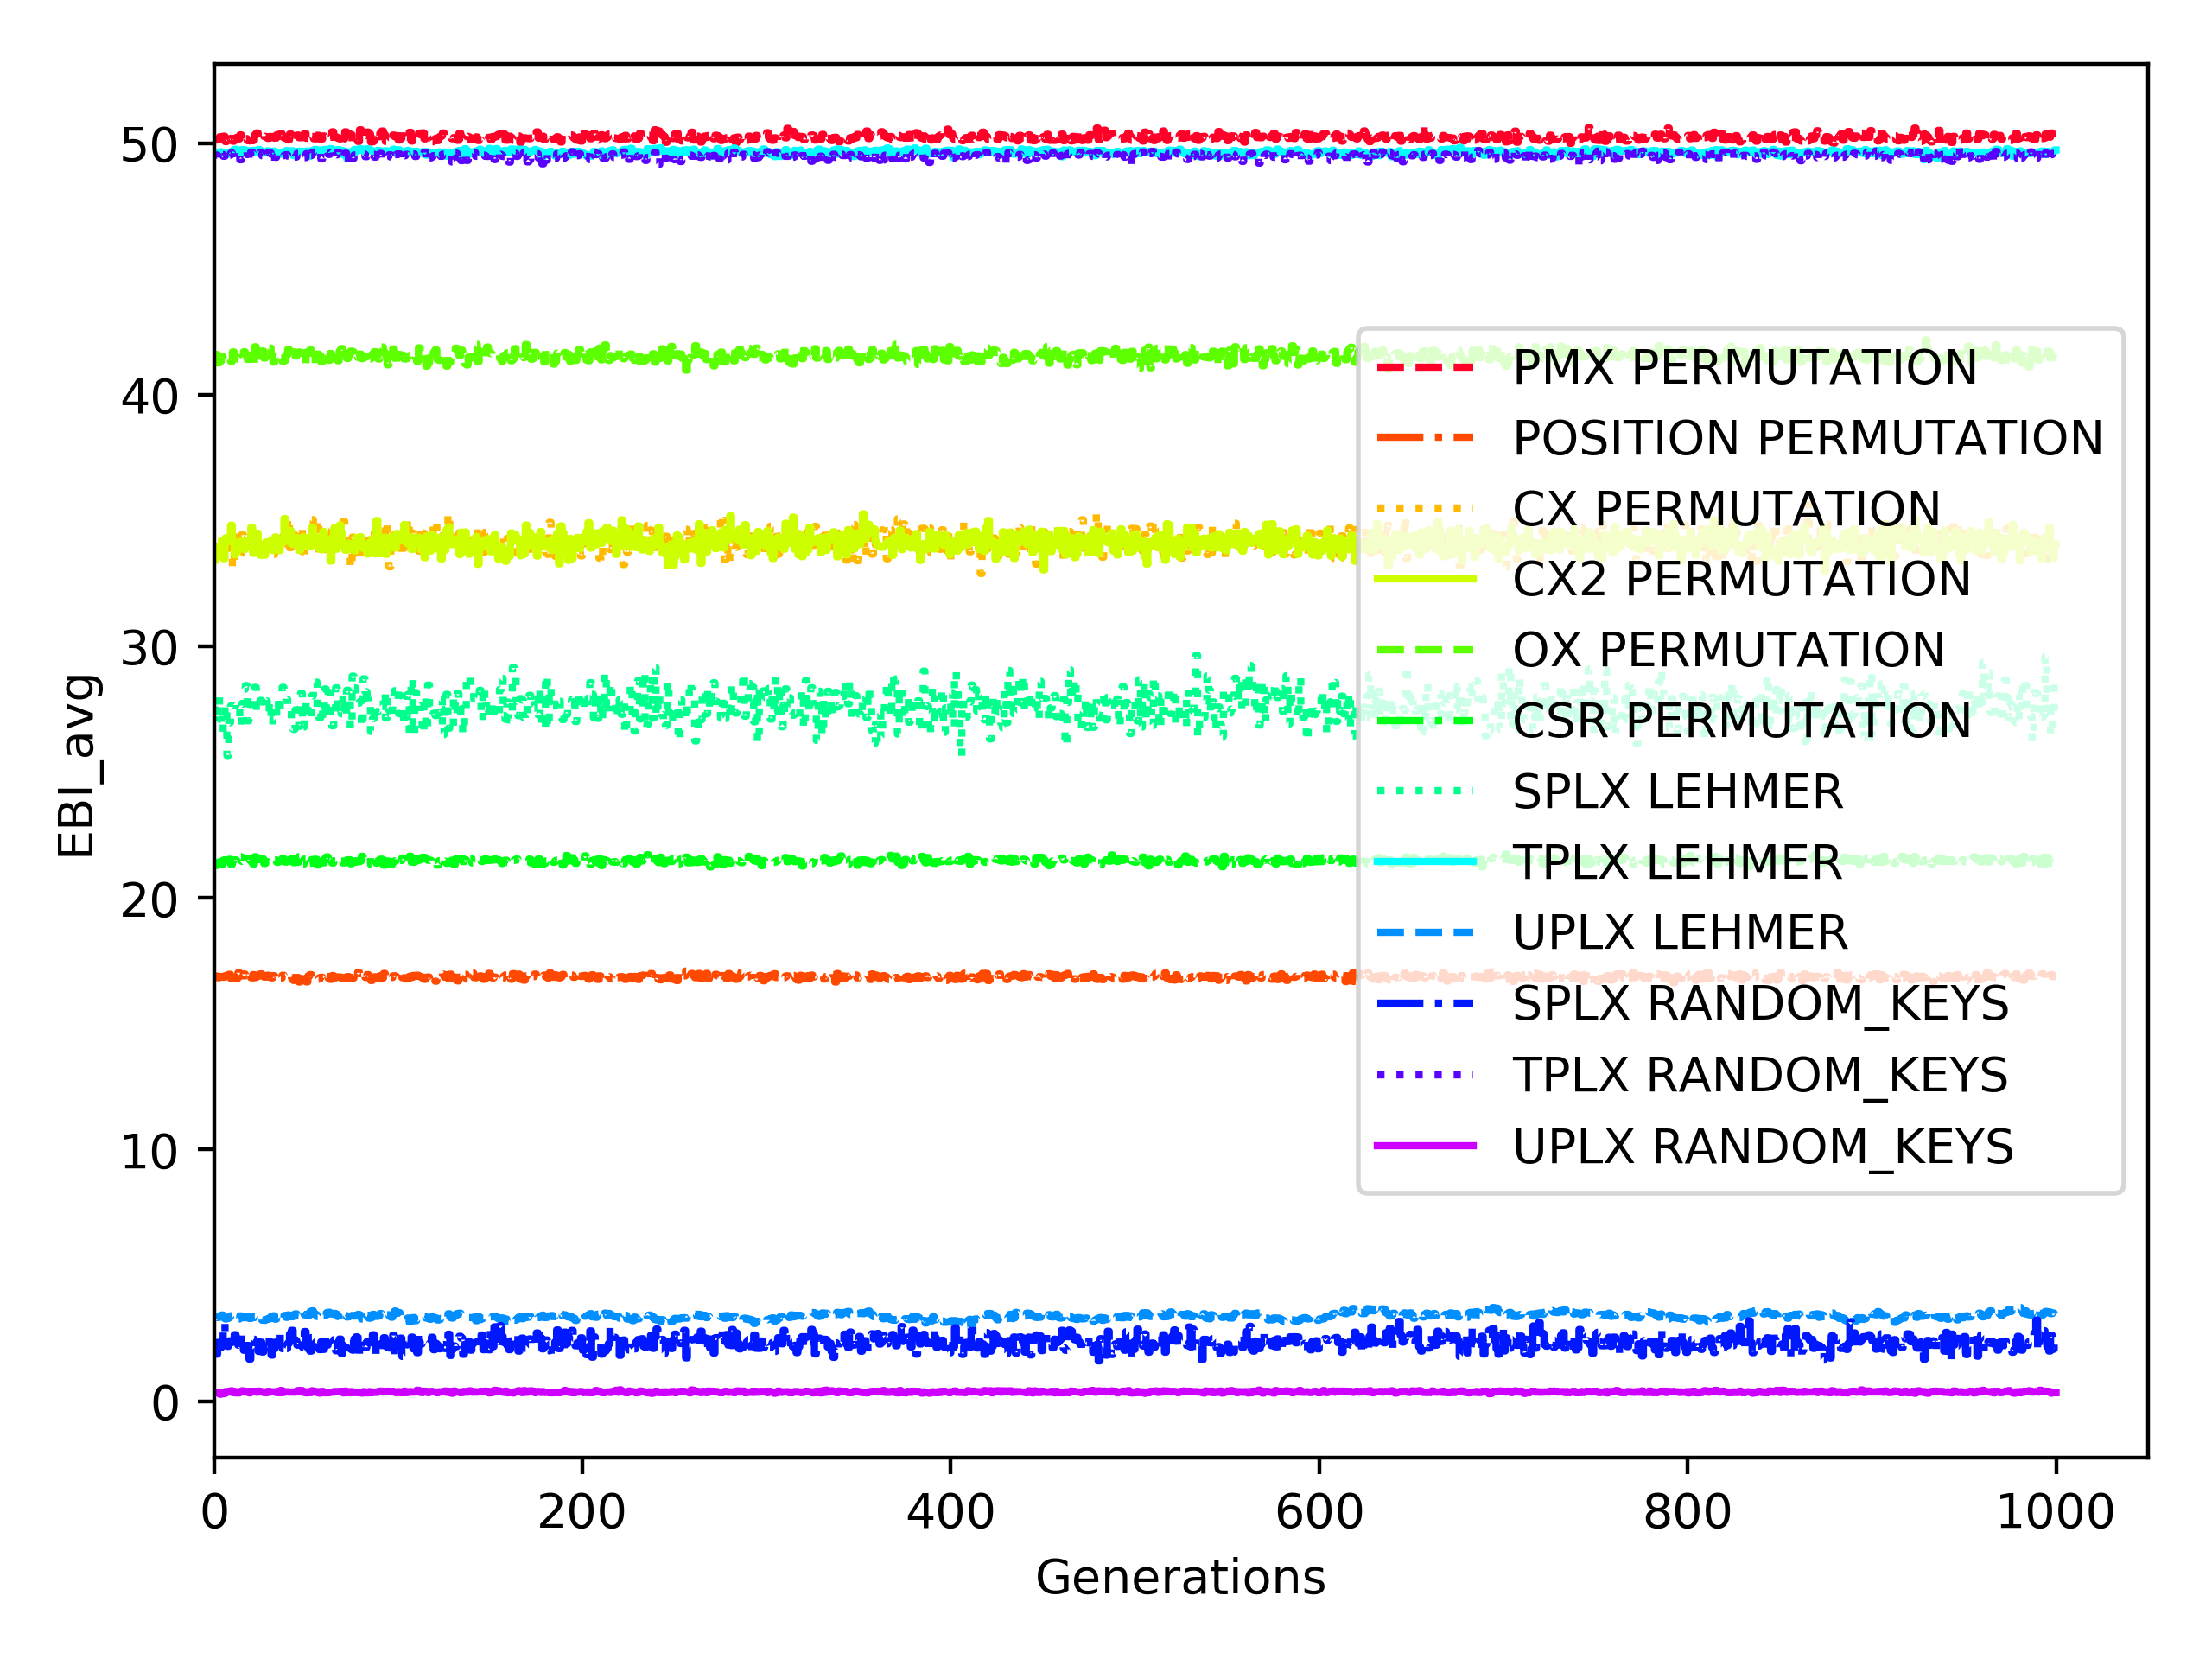 50
40
30
20
10
0
EBI_avg
PMX PERMUTATION
POSITION PERMUTATION
CX PERMUTATION
CX2 PERMUTATION
OX PERMUTATION
CSR PERMUTATION
SPLX LEHMER
TPLX LEHMER
UPLX LEHMER
SPLX RANDOM_KEYS
TPLX RANDOM_KEYS
UPLX RANDOM_KEYS
0 200 400 600 800 1000
Generations